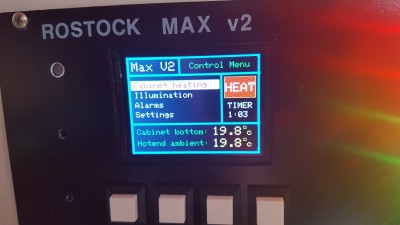 ROSTOCK MAX v2
Max V2 Control Menu
Cabinet heating
Illumination
Alarms
Settings
HEAT
TIMER
1:03
Cabinet bottom: 19.8°c
Hotend ambient: 19.8°c